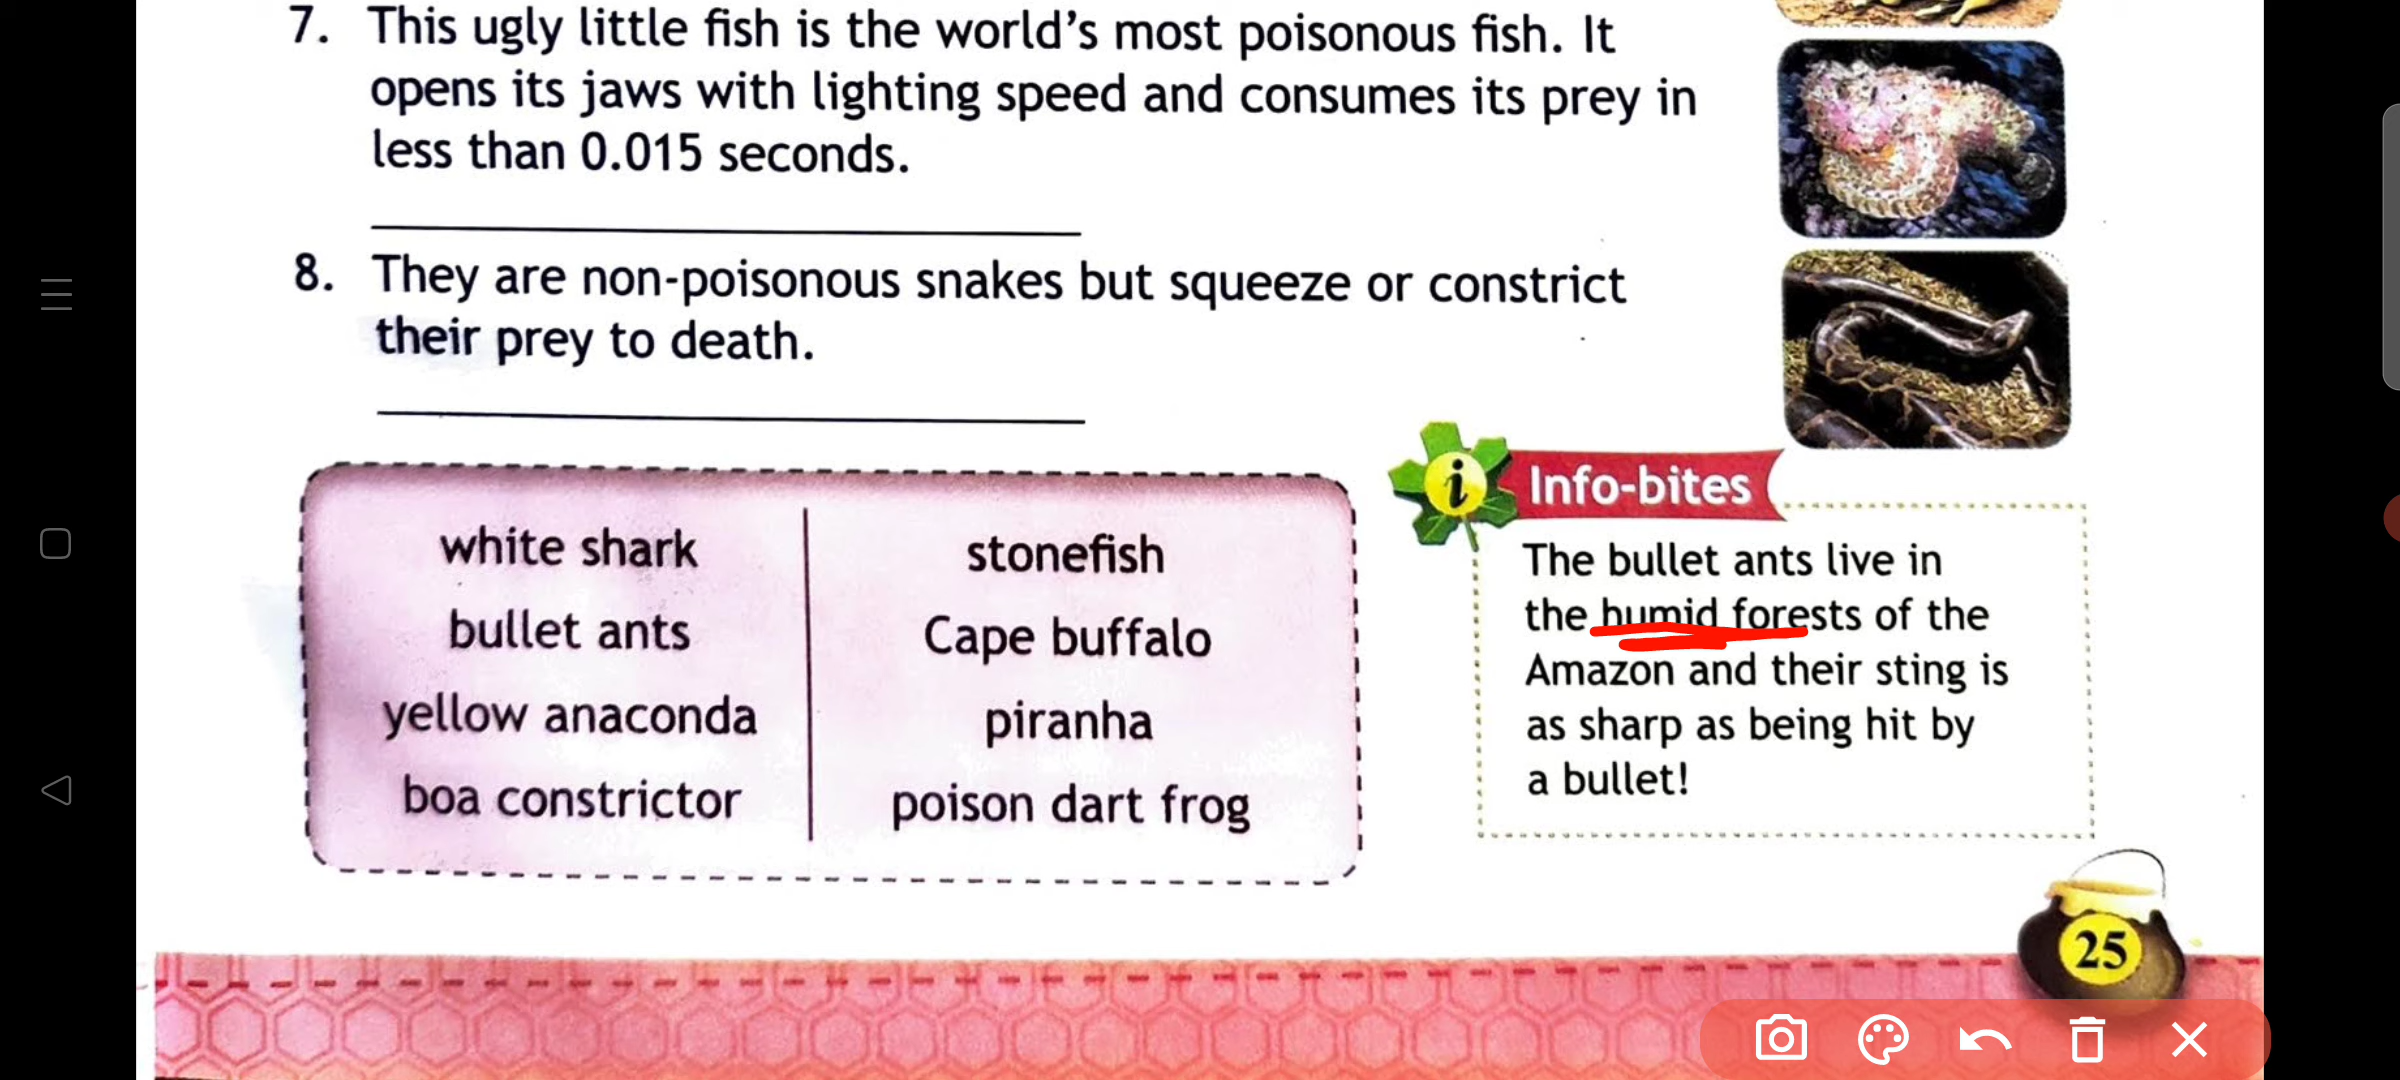 7. This ugly little fish is the world's most poisonous fish. It
opens its jaws with lighting speed and consumes its prey in
less than 0.015 seconds.
8. They are non-poisonous snakes but squeeze or constrict
their prey to death.
white shark
bullet ants
yellow anaconda
boa constrictor
stonefish
Cape buffalo
piranha
poison dart frog
i Info-bites
The bullet ants live in
the humid forests of the
Amazon and their sting is
as sharp as being hit by
a bullet!
25